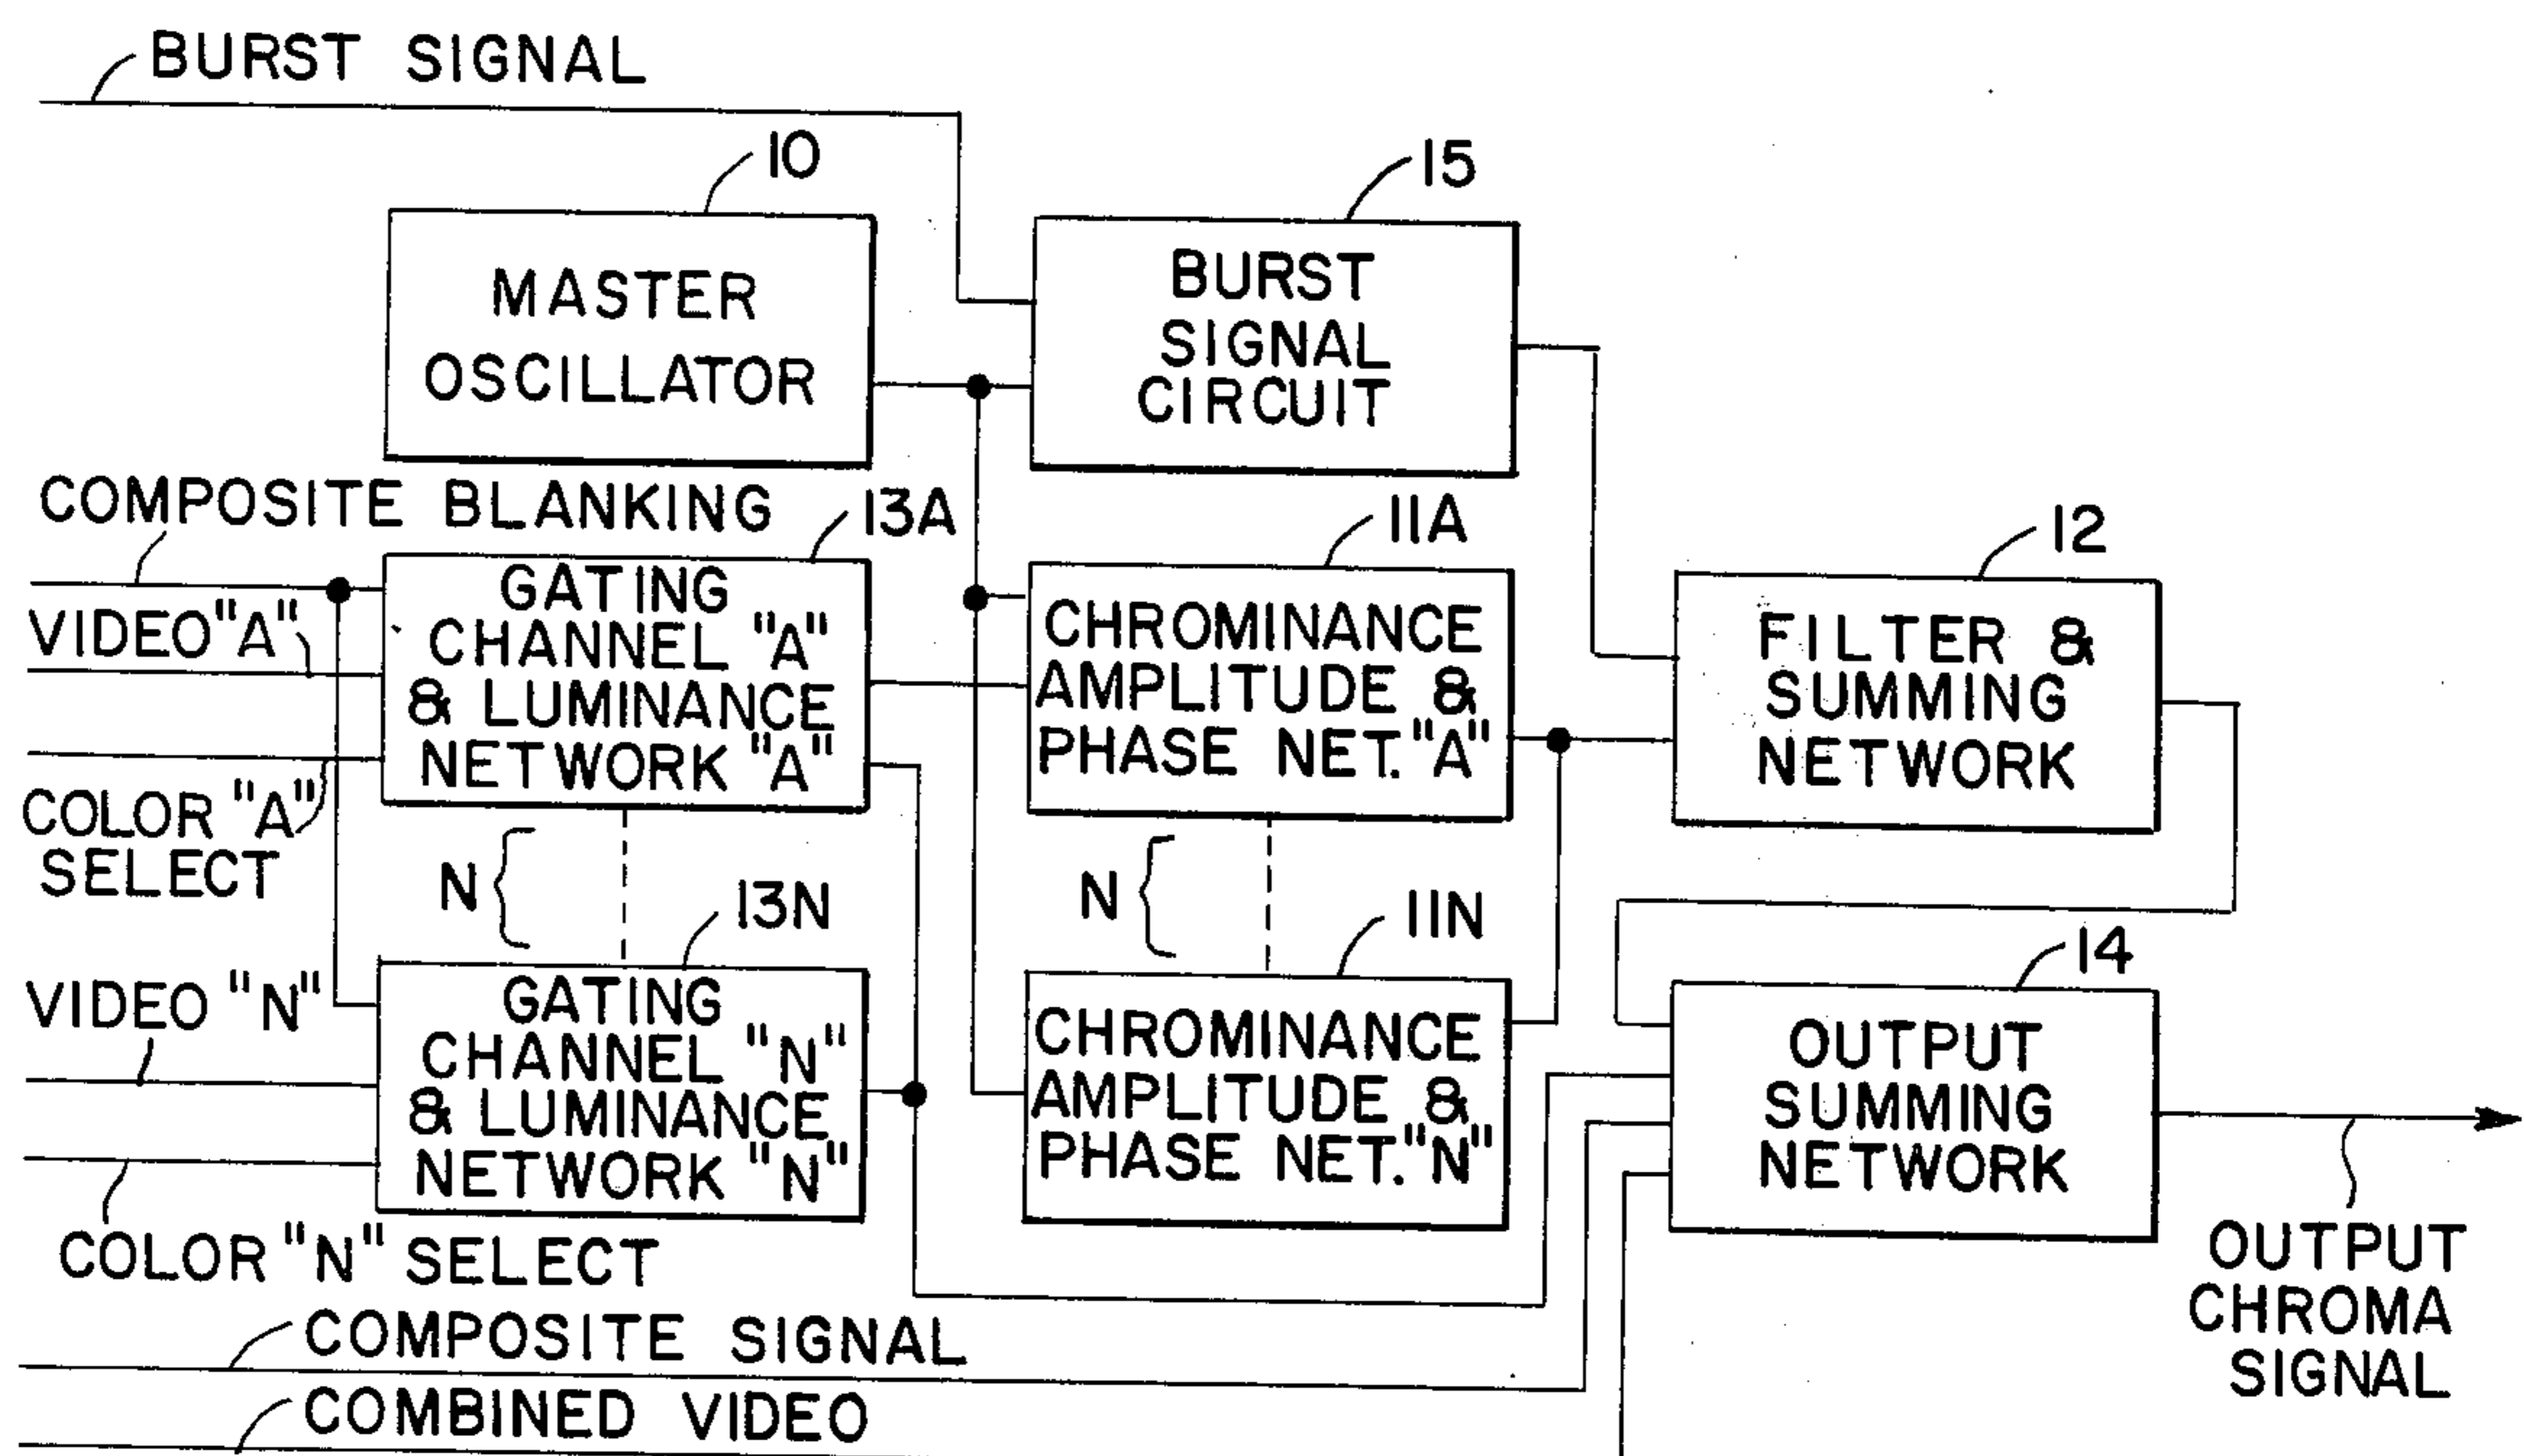 BURST SIGNAL
10
15
MASTER
OSCILLATOR
BURST
SIGNAL
CIRCUIT
COMPOSITE BLANKING
13A
11A
12
VIDEO "A"
COLOR "A"
SELECT
GATING
CHANNEL "A"
& LUMINANCE
NETWORK "A"
CHROMINANCE
AMPLITUDE &
PHASE NET. "A"
FILTER &
SUMMING
NETWORK
N
13N
N
11N
14
VIDEO "N"
GATING
CHANNEL "N"
& LUMINANCE
NETWORK "N"
CHROMINANCE
AMPLITUDE &
PHASE NET. "N"
OUTPUT
SUMMING
NETWORK
COLOR "N" SELECT
OUTPUT
CHROMA
SIGNAL
COMPOSITE SIGNAL
COMBINED VIDEO